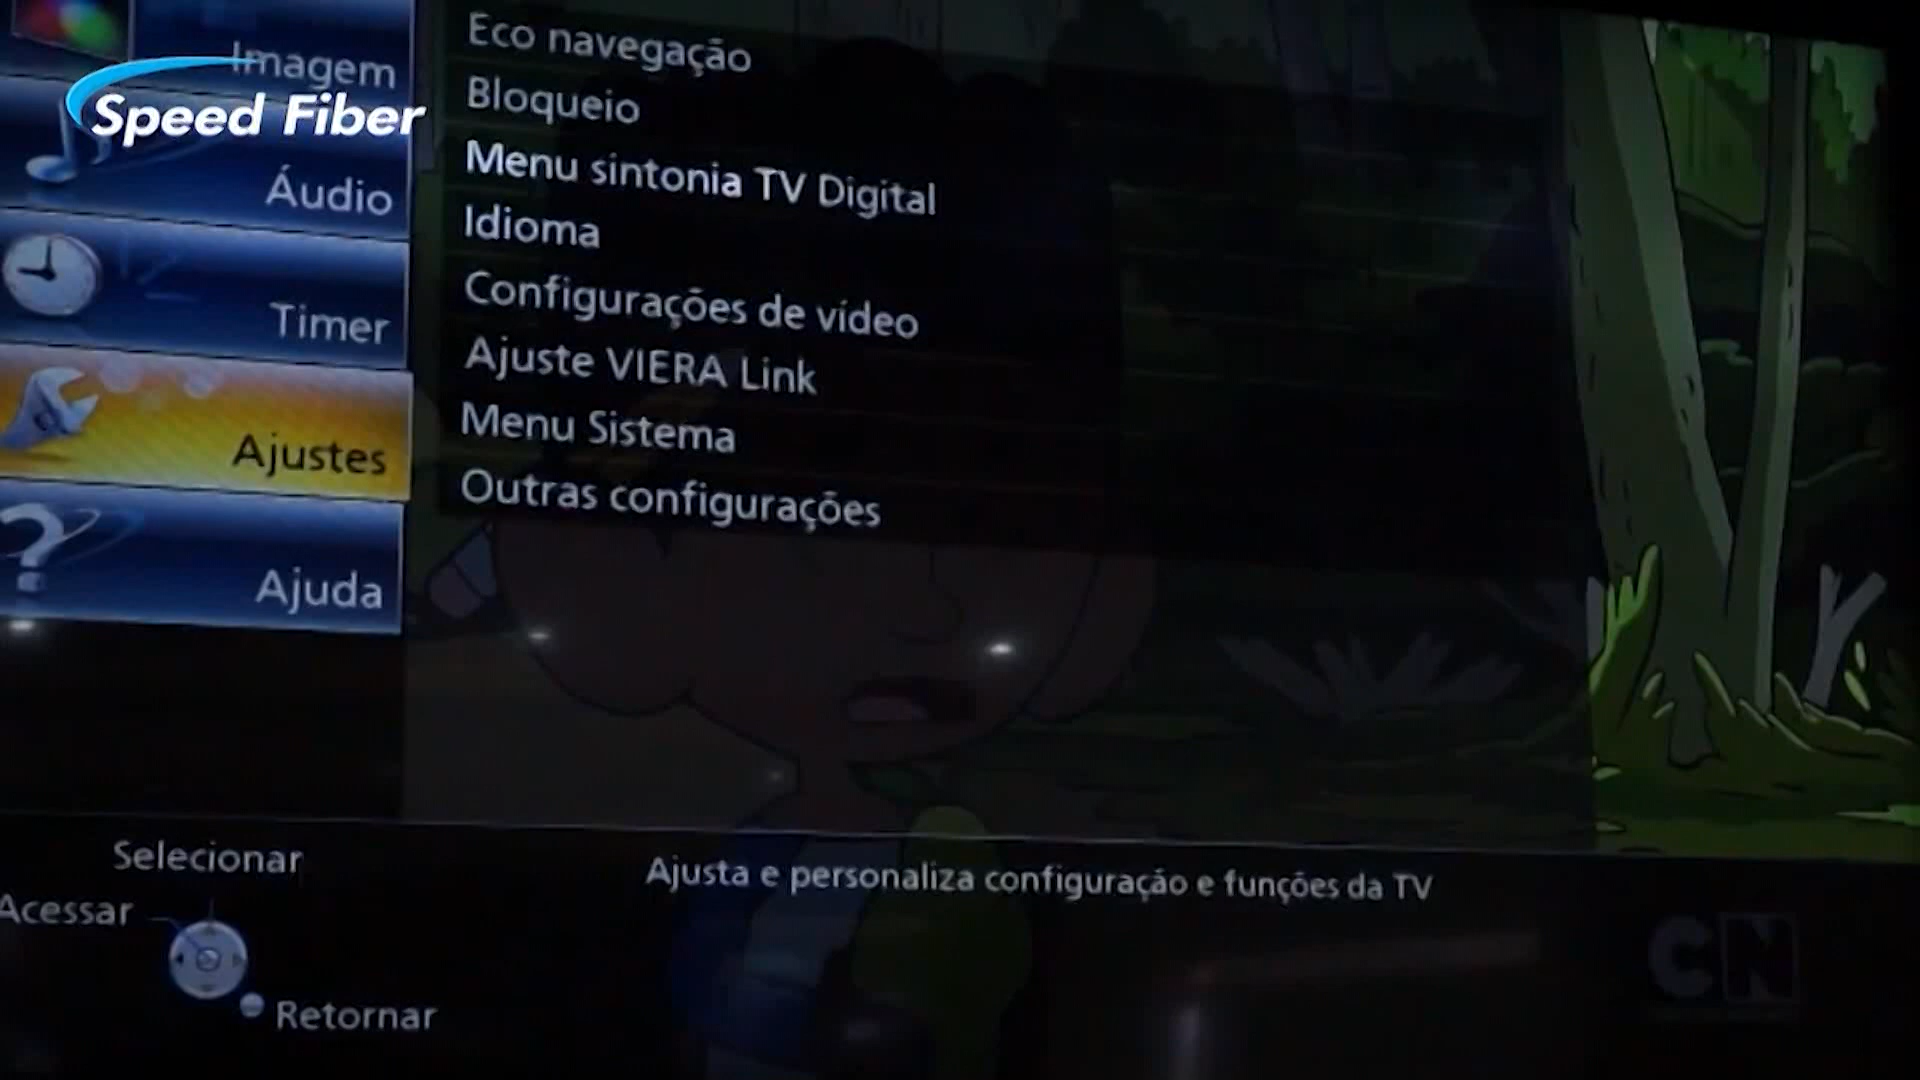 Imagem
Speed Fiber
Áudio
Timer
Ajustes
Ajuda
Eco navegação
Bloqueio
Menu sintonia TV Digital
Idioma
Configurações de vídeo
Ajuste VIERA Link
Menu Sistema
Outras configurações
Selecionar
Acessar
Retornar
Ajusta e personaliza configuração e funções da TV
CN